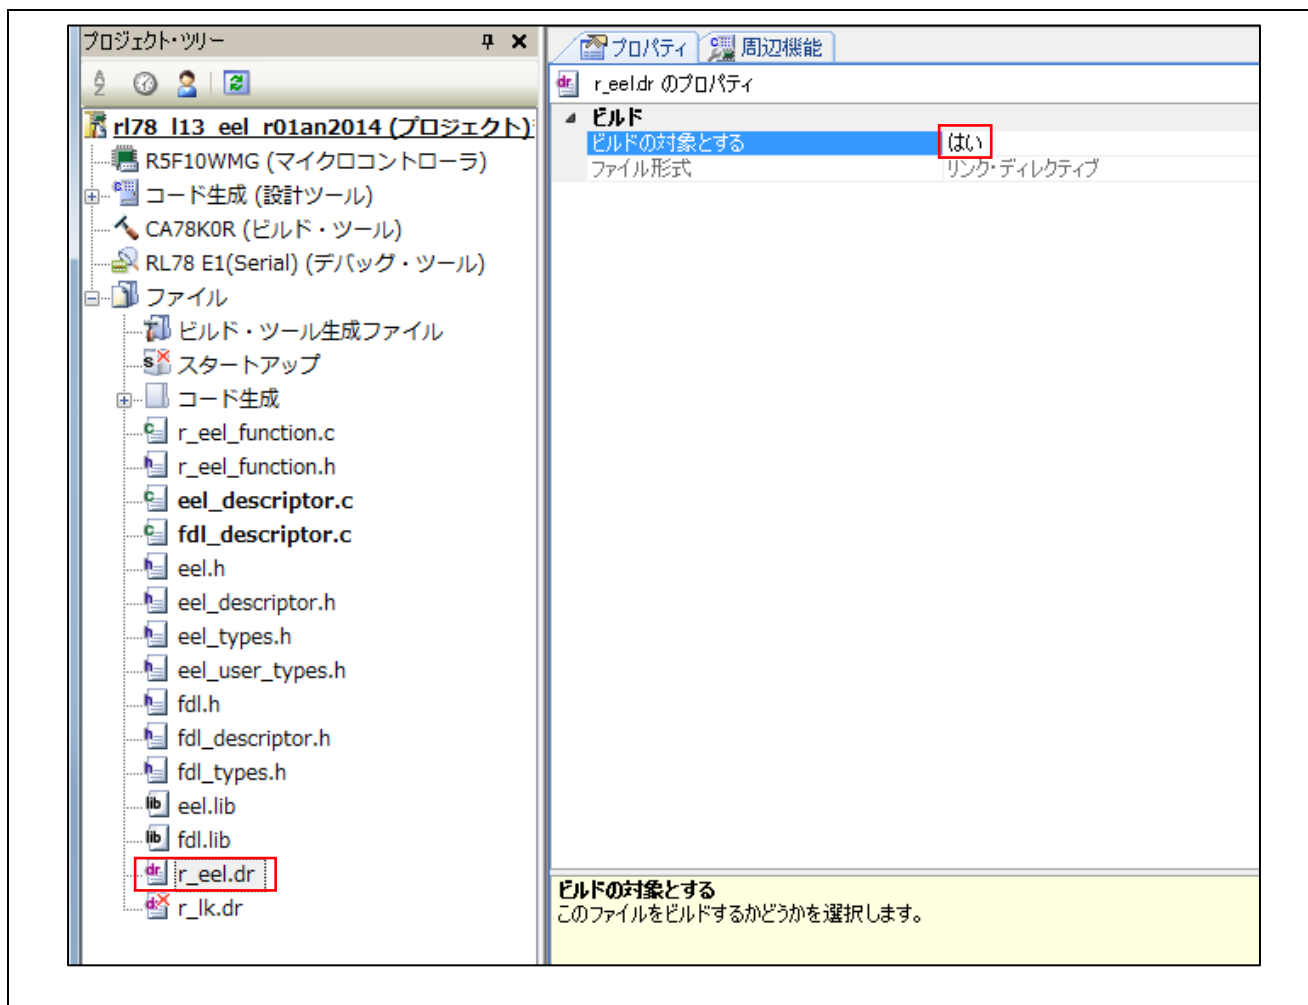 プロジェクト・ツリー
rl78_l13_eel_r01an2014 (プロジェクト)
R5F10WMG (マイクロコントローラ)
コード生成 (設計ツール)
CA78K0R (ビルド・ツール)
RL78 E1(Serial) (デバッグ・ツール)
ファイル
ビルド・ツール生成ファイル
スタートアップ
コード生成
r_eel_function.c
r_eel_function.h
eel_descriptor.c
fdl_descriptor.c
eel.h
eel_descriptor.h
eel_types.h
eel_user_types.h
fdl.h
fdl_descriptor.h
fdl_types.h
eel.lib
fdl.lib
r_eel.dr
r_lk.dr
プロパティ 周辺機能
r_eel.dr のプロパティ
ビルド
ビルドの対象とする はい
ファイル形式 リンク・ディレクティブ
ビルドの対象とする
このファイルをビルドするかどうかを選択します。